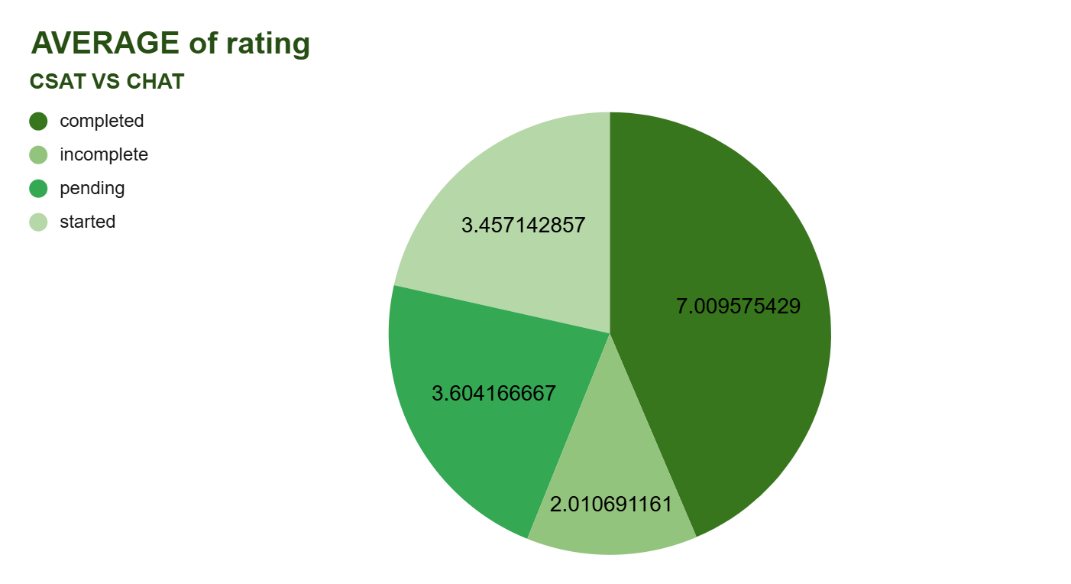 AVERAGE of rating
CSAT VS CHAT
completed
incomplete
pending
started
3.457142857
7.009575429
3.604166667
2.010691161